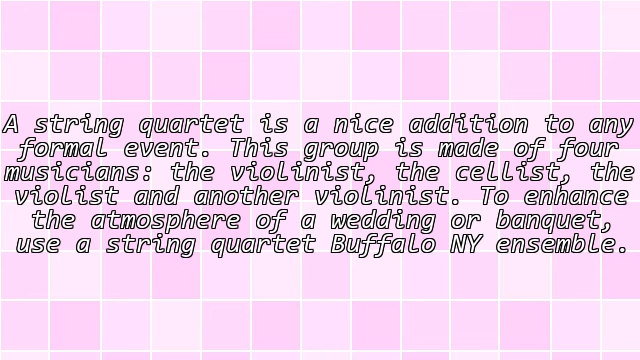 A string quartet is a nice addition to any
formal event. This group is made of four
musicians: the violinist, the cellist, the
violist and another violinist. To enhance
the atmosphere of a wedding or banquet,
use a string quartet Buffalo NY ensemble.